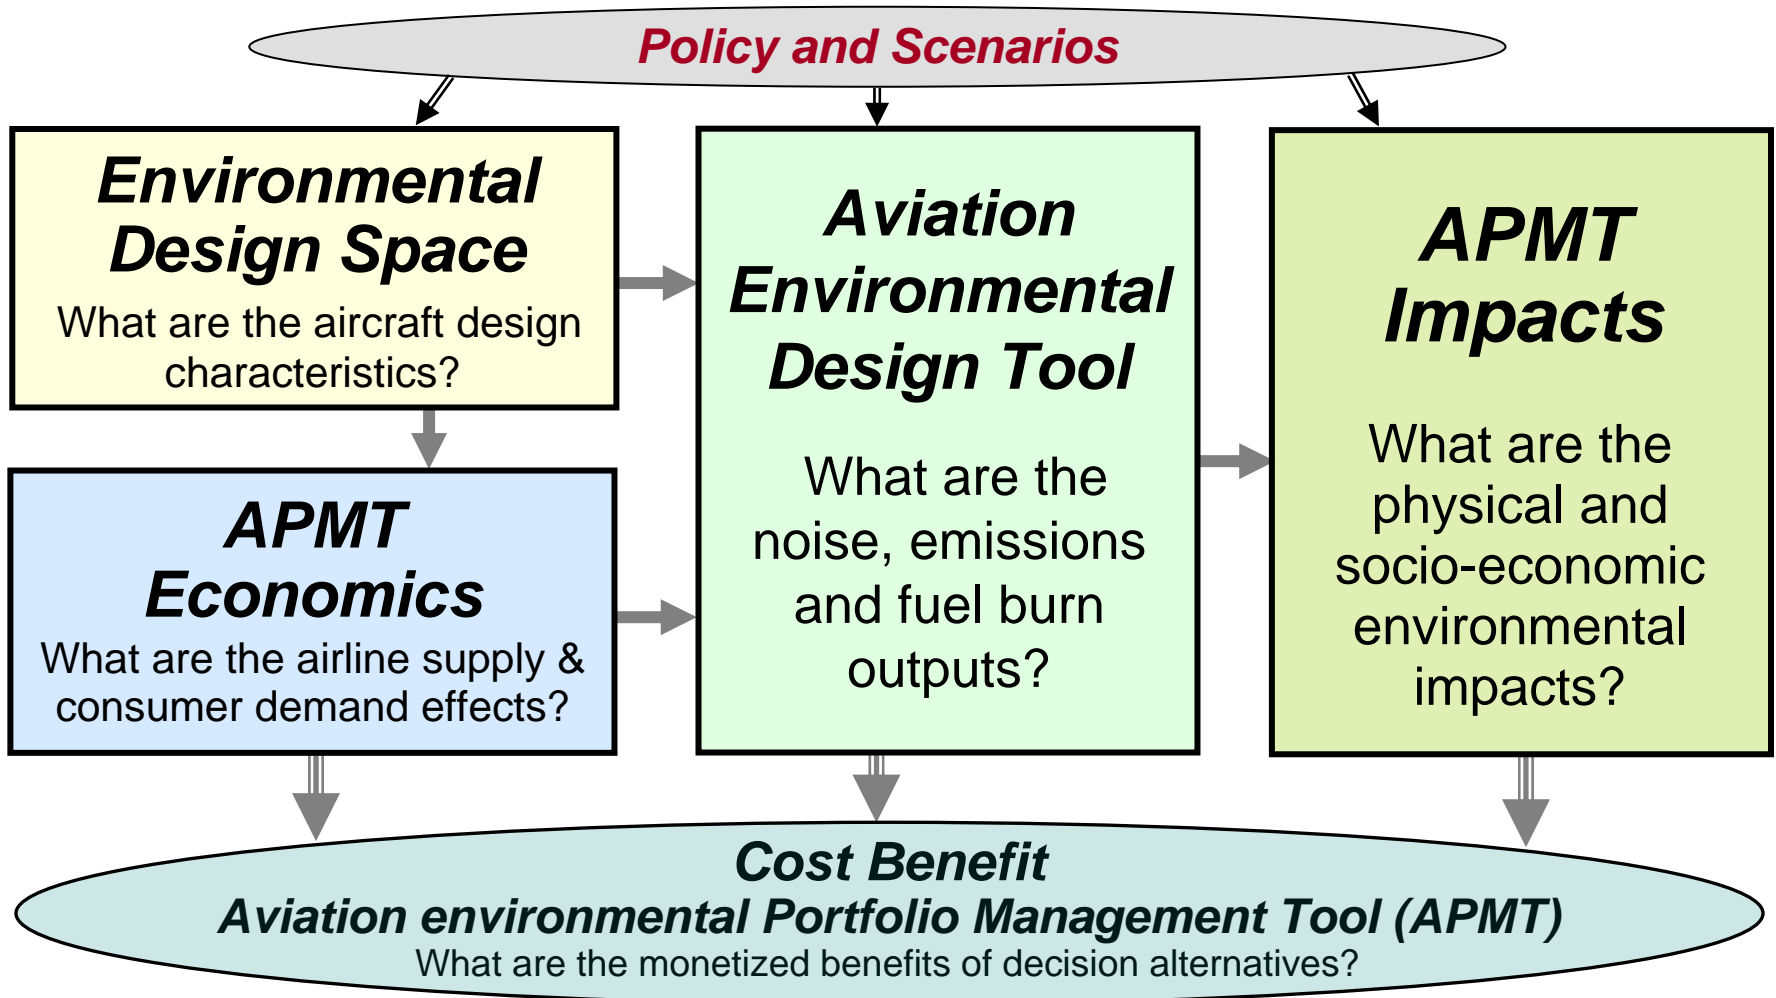 Policy and Scenarios
Environmental
Design Space
What are the aircraft design
characteristics?
APMT
Economics
What are the airline supply &
consumer demand effects?
Aviation
Environmental
Design Tool
What are the
noise, emissions
and fuel burn
outputs?
APMT
Impacts
What are the
physical and
socio-economic
environmental
impacts?
Cost Benefit
Aviation environmental Portfolio Management Tool (APMT)
What are the monetized benefits of decision alternatives?